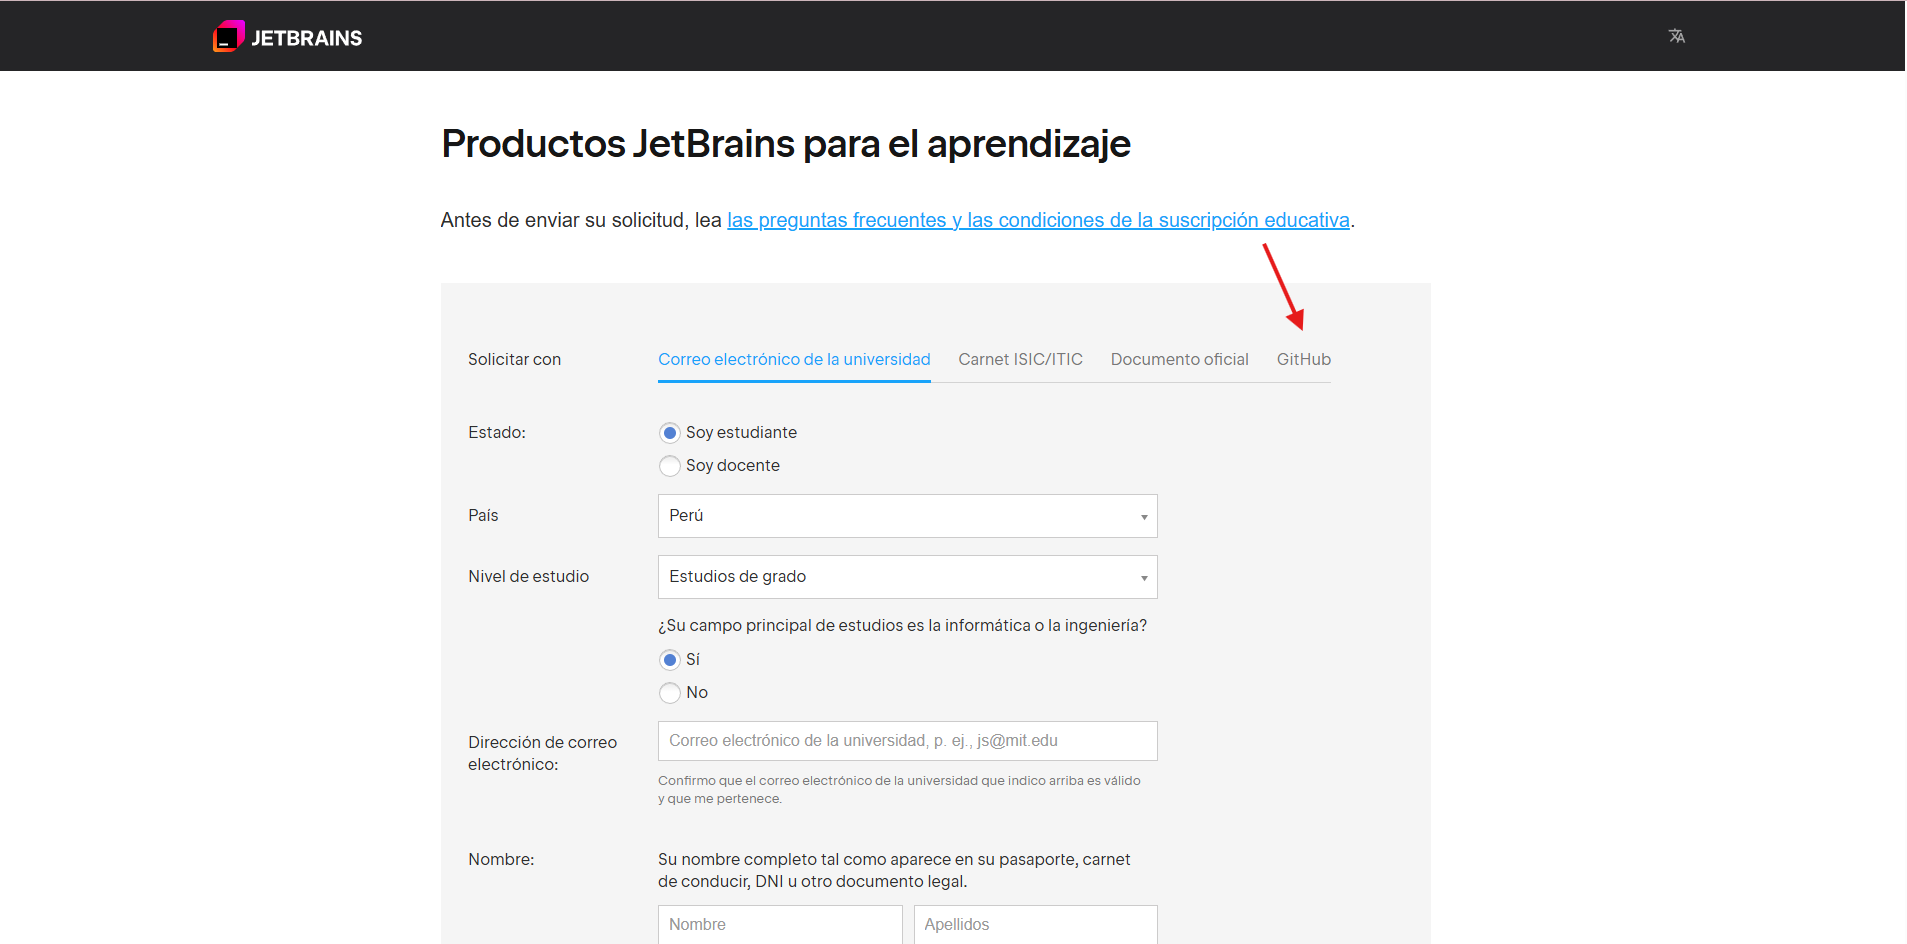 JETBRAINS
Productos JetBrains para el aprendizaje
Antes de enviar su solicitud, lea las preguntas frecuentes y las condiciones de la suscripción educativa.
Solicitar con
Correo electrónico de la universidad
Carnet ISIC/ITIC
Documento oficial
GitHub
Estado:
Soy estudiante
Soy docente
País
Perú
Nivel de estudio
Estudios de grado
¿Su campo principal de estudios es la informática o la ingeniería?
Sí
No
Dirección de correo
electrónico:
Correo electrónico de la universidad, p. ej., js@mit.edu
Confirmo que el correo electrónico de la universidad que indico arriba es válido
y que me pertenece.
Nombre:
Su nombre completo tal como aparece en su pasaporte, carnet
de conducir, DNI u otro documento legal.
Nombre
Apellidos